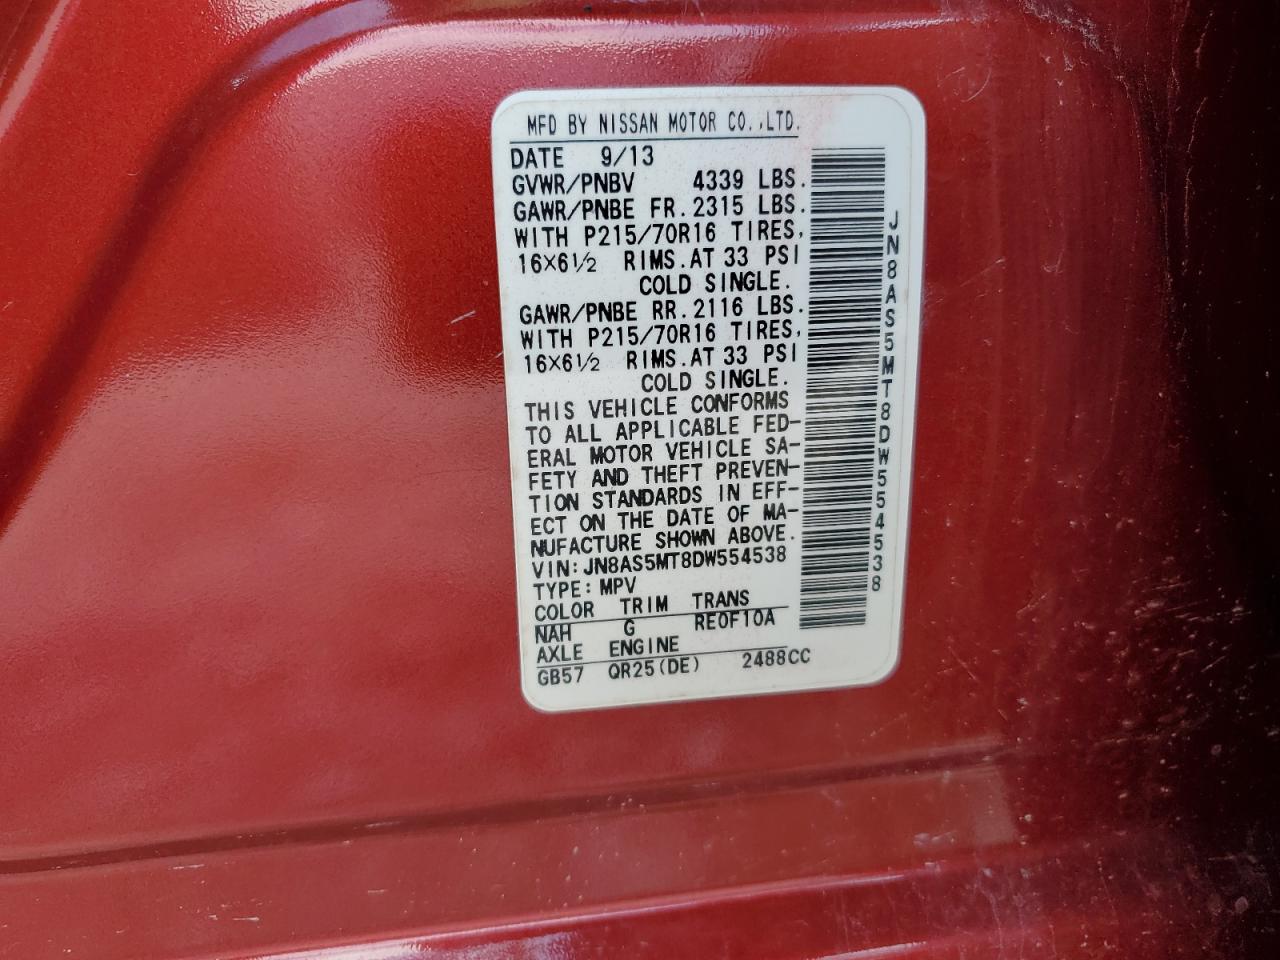 MFD BY NISSAN MOTOR CO.,LTD.
DATE 9/13
GVWR/PNBV 4339 LBS.
GAWR/PNBE FR. 2315 LBS.
WITH P215/70R16 TIRES,
16×6½ RIMS. AT 33 PSI
COLD SINGLE.
GAWR/PNBE RR. 2116 LBS.
WITH P215/70R16 TIRES,
16×6½ RIMS. AT 33 PSI
COLD SINGLE.
THIS VEHICLE CONFORMS
TO ALL APPLICABLE FED-
ERAL MOTOR VEHICLE SA-
FETY AND THEFT PREVEN-
TION STANDARDS IN EFF-
ECT ON THE DATE OF MA-
NUFACTURE SHOWN ABOVE.
VIN: JN8AS5MT8DW554538
TYPE: MPV
COLOR TRIM TRANS
NAH G RE0F10A
AXLE ENGINE
GB57 QR25(DE) 2488CC
JN8AS5MT8DW554538